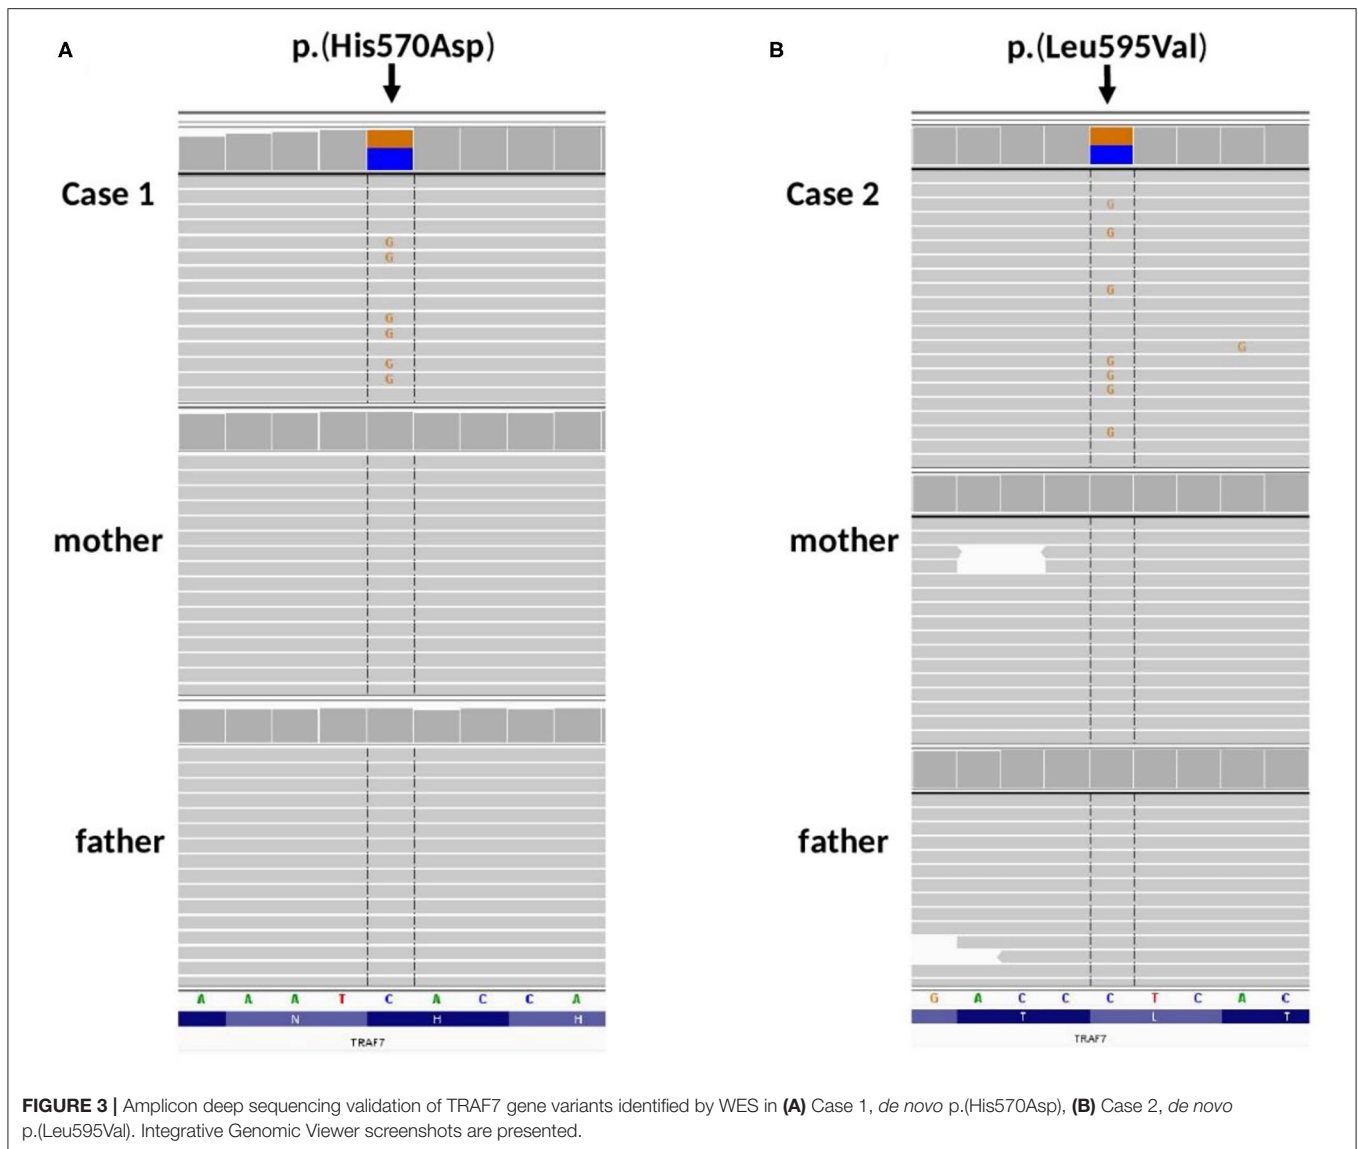 A
p.(His570Asp)
B
p.(Leu595Val)
Case 1
Case 2
G
G
G
G
G
G
G
G
G
G
G
G
G
G
mother
mother
father
father
A A A T C A C C A
N H H
TRAF7
G A C C C T C A C
T L T
TRAF7
FIGURE 3 | Amplicon deep sequencing validation of TRAF7 gene variants identified by WES in (A) Case 1, de novo p.(His570Asp), (B) Case 2, de novo
p.(Leu595Val). Integrative Genomic Viewer screenshots are presented.